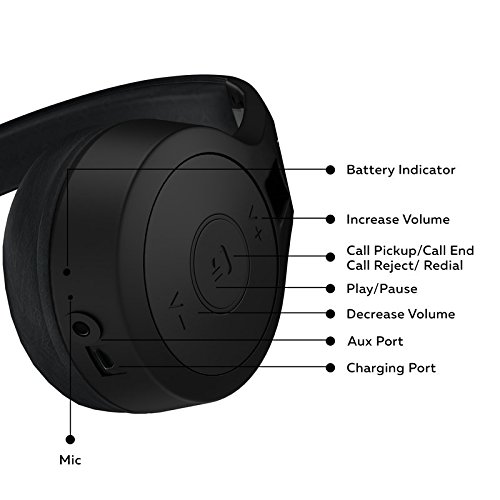 Battery Indicator
Increase Volume
Call Pickup/Call End
Call Reject/ Redial
Play/Pause
Decrease Volume
Aux Port
Charging Port
Mic